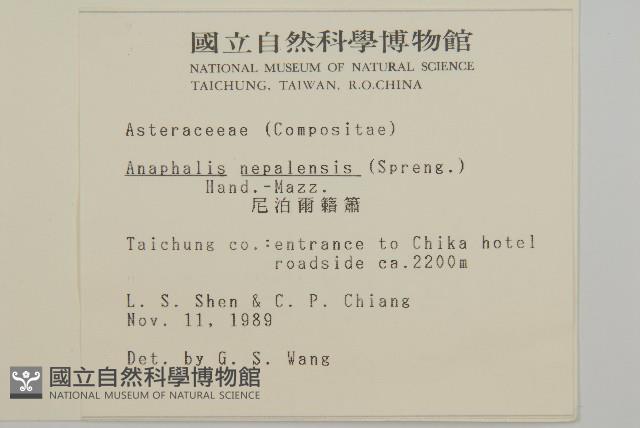 國立自然科學博物館
NATIONAL MUSEUM OF NATURAL SCIENCE
TAICHUNG, TAIWAN, R.O.CHINA
Asteraceeae (Compositae)
Anaphalis nepalensis (Spreng.)
Hand.-Mazz.
尼泊爾籟簫
Taichung co.:entrance to Chika hotel
roadside ca.2200m
L. S. Shen & C. P. Chiang
Nov. 11, 1989
Det. by G. S. Wang
國立自然科學博物館
NATIONAL MUSEUM OF NATURAL SCIENCE